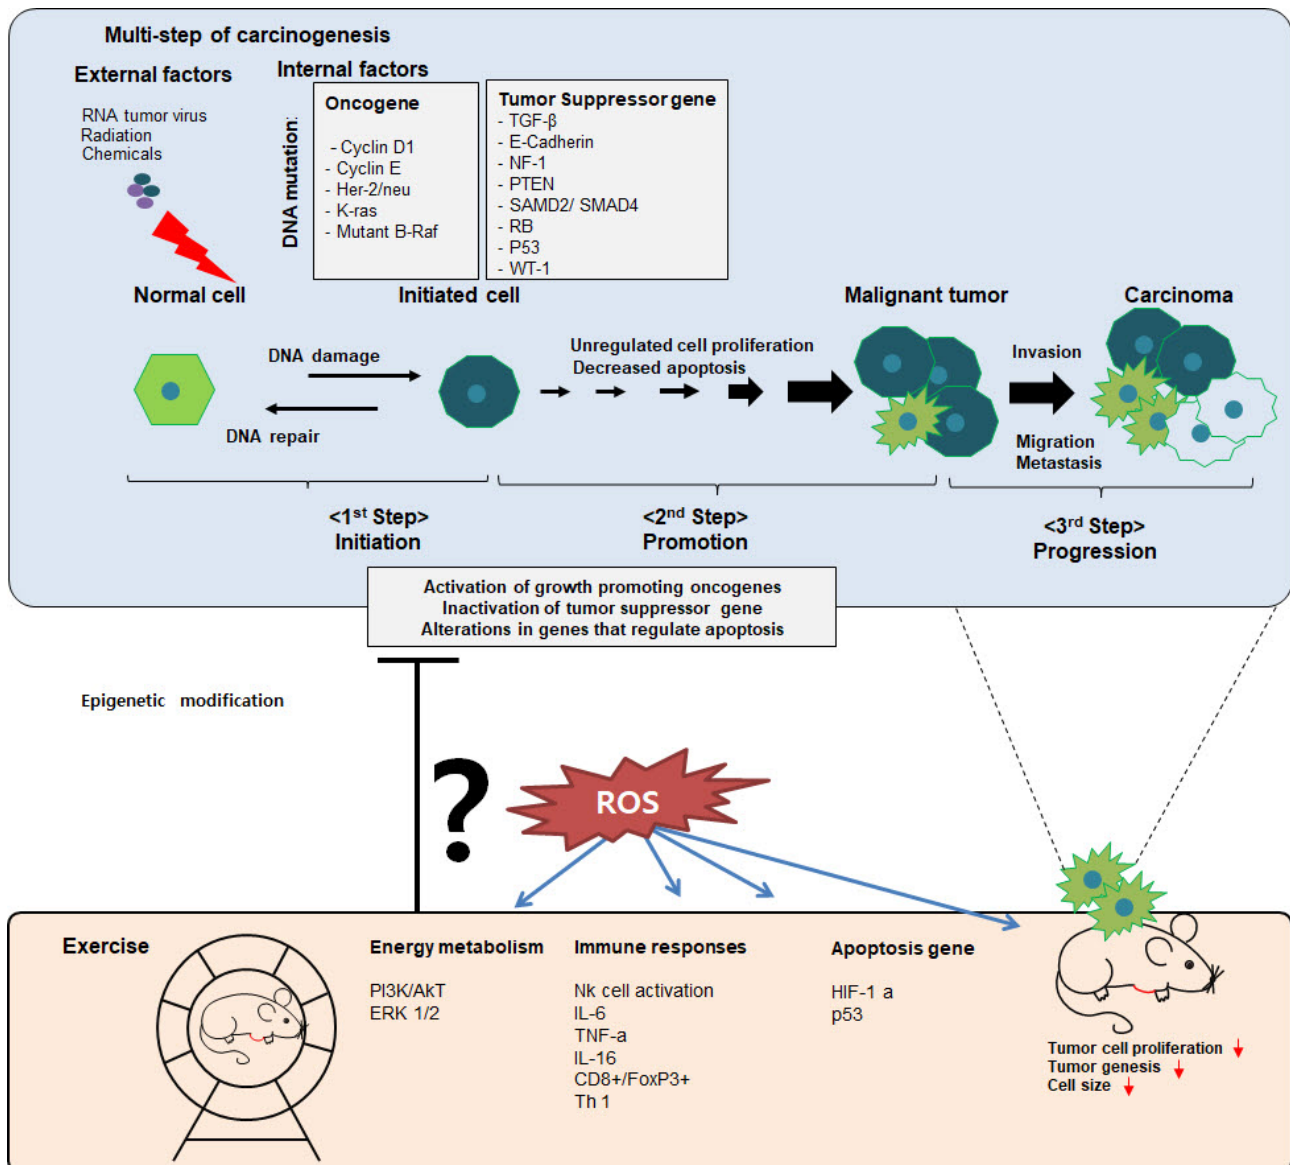 Multi-step of carcinogenesis
External factors
RNA tumor virus
Radiation
Chemicals
Internal factors
DNA mutation:
Oncogene
- Cyclin D1
- Cyclin E
- Her-2/neu
- K-ras
- Mutant B-Raf
Tumor Suppressor gene
- TGF-β
- E-Cadherin
- NF-1
- PTEN
- SAMD2/ SMAD4
- RB
- P53
- WT-1
Normal cell
Initiated cell
Malignant tumor
Carcinoma
DNA damage
DNA repair
Unregulated cell proliferation
Decreased apoptosis
Invasion
Migration
Metastasis
<1st Step>
Initiation
<2nd Step>
Promotion
<3rd Step>
Progression
Activation of growth promoting oncogenes
Inactivation of tumor suppressor gene
Alterations in genes that regulate apoptosis
Epigenetic modification
?
ROS
Exercise
Energy metabolism
PI3K/AkT
ERK 1/2
Immune responses
Nk cell activation
IL-6
TNF-a
IL-16
CD8+/FoxP3+
Th 1
Apoptosis gene
HIF-1 a
p53
Tumor cell proliferation
Tumor genesis
Cell size